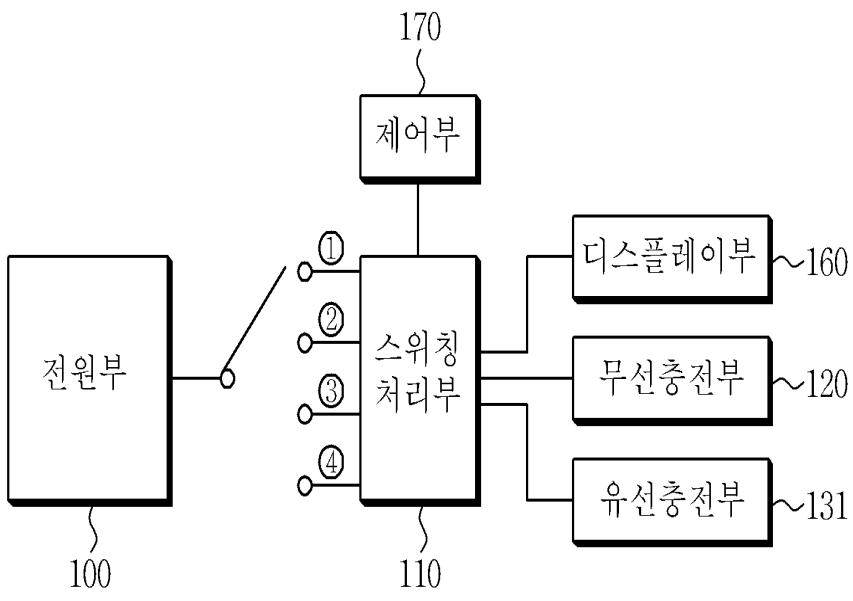 170
제어부
①
②
③
④
전원부
스위칭
처리부
디스플레이부
160
무선충전부
120
유선충전부
131
100
110